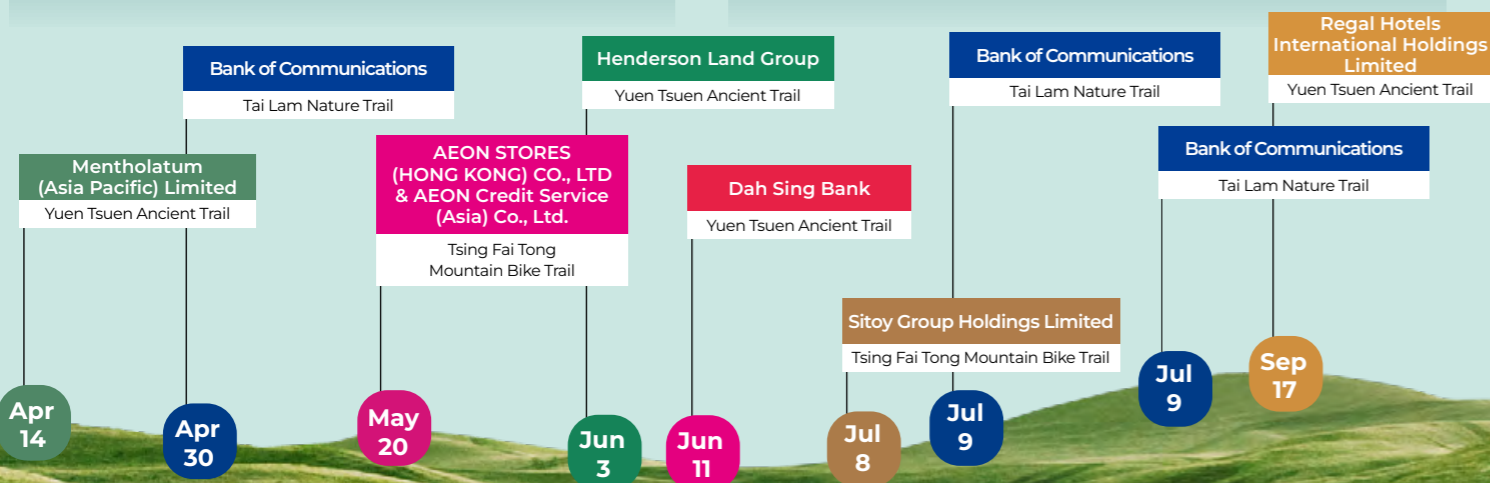 Mentholatum
(Asia Pacific) Limited
Yuen Tsuen Ancient Trail
Apr
14
Bank of Communications
Tai Lam Nature Trail
Apr
30
AEON STORES
(HONG KONG) CO., LTD
& AEON Credit Service
(Asia) Co., Ltd.
Tsing Fai Tong
Mountain Bike Trail
May
20
Henderson Land Group
Yuen Tsuen Ancient Trail
Jun
3
Dah Sing Bank
Yuen Tsuen Ancient Trail
Jun
11
Sitoy Group Holdings Limited
Tsing Fai Tong Mountain Bike Trail
Jul
8
Bank of Communications
Tai Lam Nature Trail
Jul
9
Bank of Communications
Tai Lam Nature Trail
Jul
9
Regal Hotels
International Holdings
Limited
Yuen Tsuen Ancient Trail
Sep
17